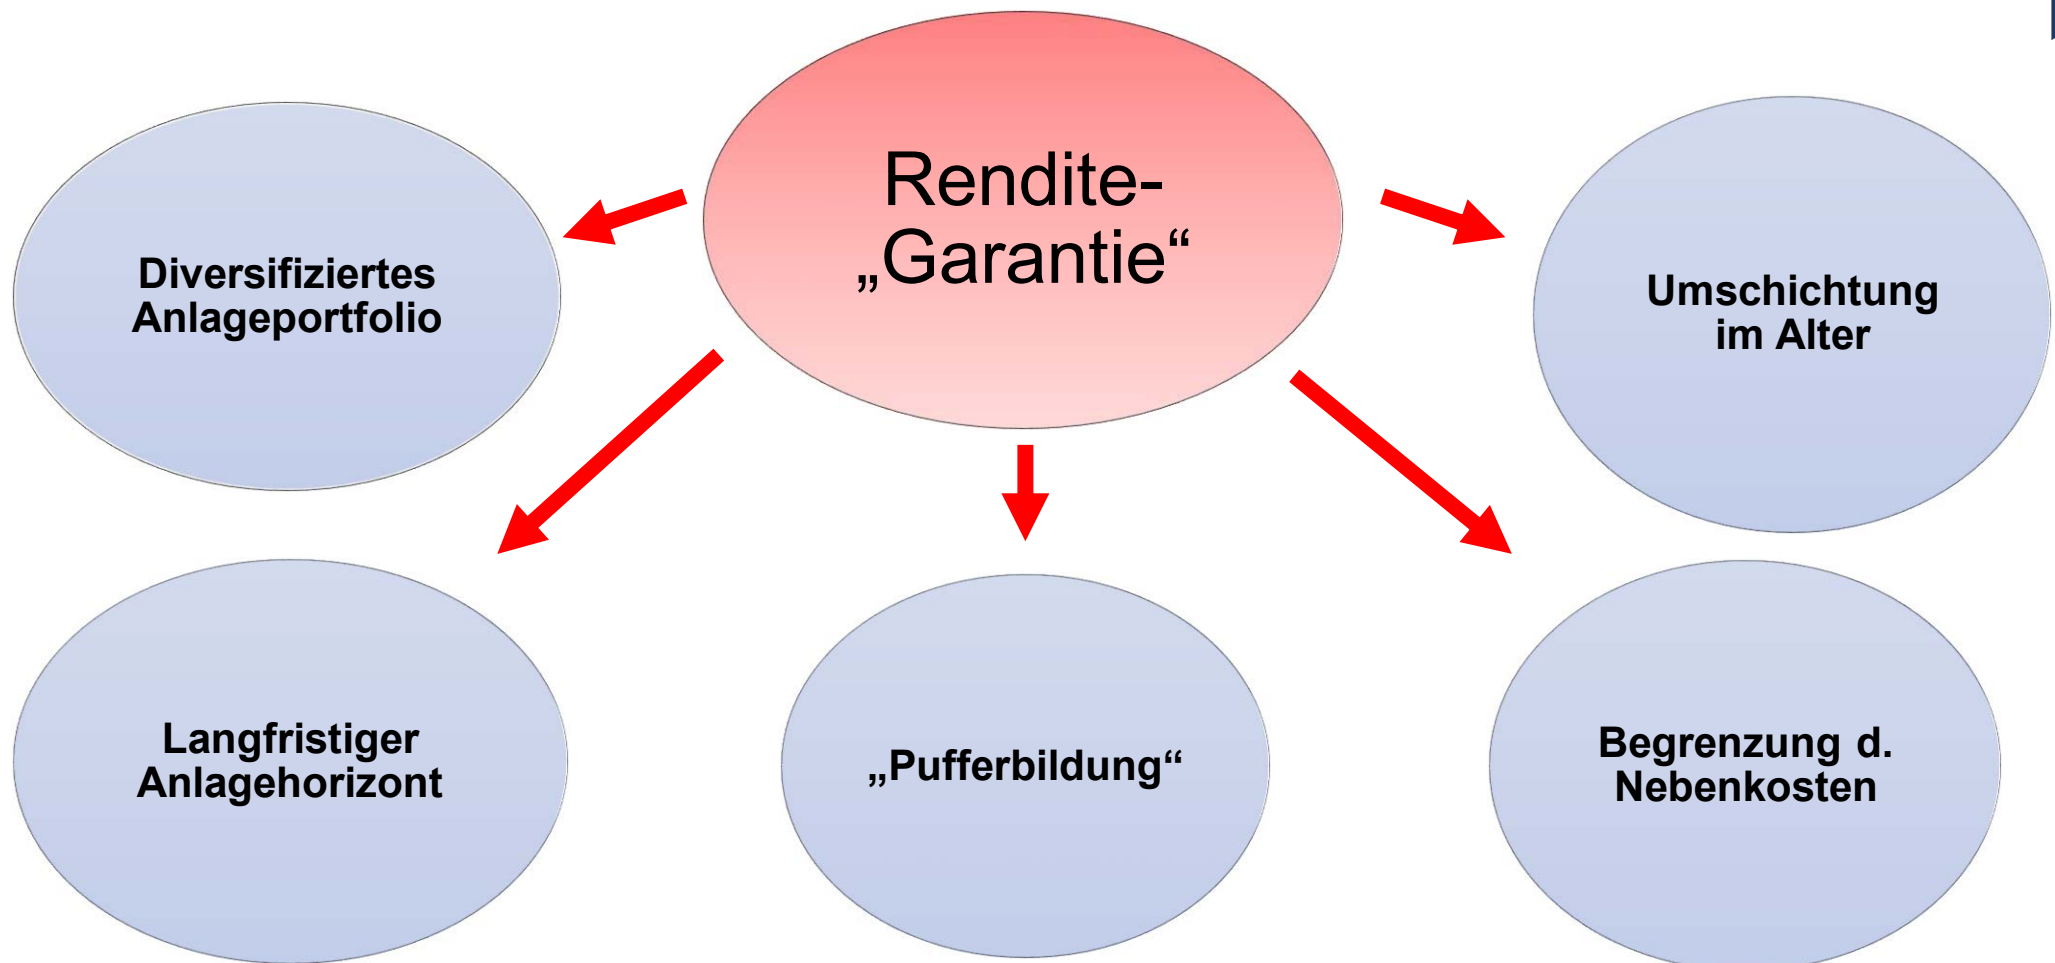 Rendite-
„Garantie“
Diversifiziertes
Anlageportfolio
Umschichtung
im Alter
Langfristiger
Anlagehorizont
„Pufferbildung“
Begrenzung d.
Nebenkosten